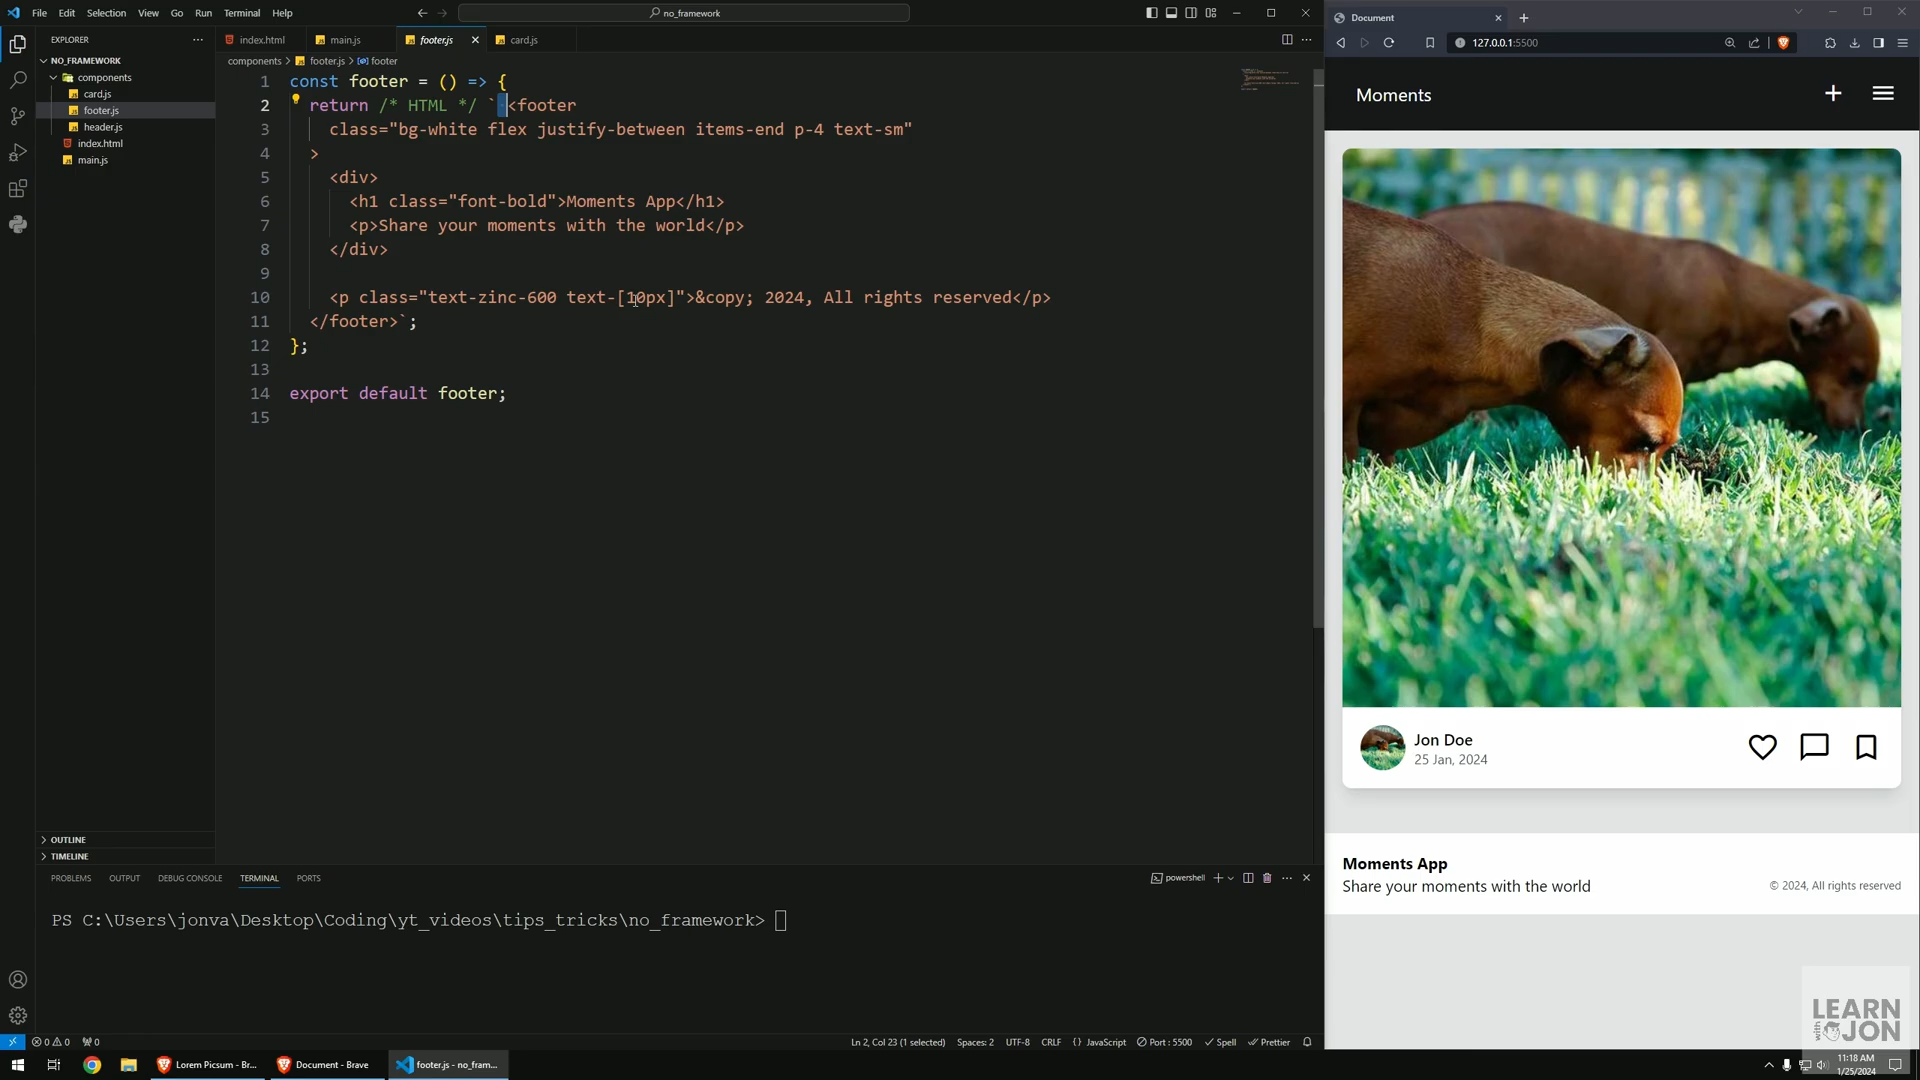 File Edit Selection View Go Run Terminal Help
no_framework
EXPLORER
NO_FRAMEWORK
components
card.js
footer.js
header.js
index.html
main.js
OUTLINE
TIMELINE
index.html main.js footer.js card.js
components > footer.js > footer
1 const footer = () => {
2 return /* HTML */ ` <footer
3 class="bg-white flex justify-between items-end p-4 text-sm"
4 >
5 <div>
6 <h1 class="font-bold">Moments App</h1>
7 <p>Share your moments with the world</p>
8 </div>
9
10 <p class="text-zinc-600 text-[10px]">&copy; 2024, All rights reserved</p>
11 </footer>`;
12 };
13
14 export default footer;
15
PROBLEMS OUTPUT DEBUG CONSOLE TERMINAL PORTS
powershell
PS C:\Users\jonva\Desktop\Coding\yt_videos\tips_tricks\no_framework>
0 0 0
Ln 2, Col 23 (1 selected) Spaces: 2 UTF-8 CRLF {} JavaScript Port : 5500 Spell Prettier
Document
127.0.0.1:5500
Moments
Jon Doe
25 Jan, 2024
Moments App
Share your moments with the world
© 2024, All rights reserved
LEARN
with JON
Lorem Picsum - Br...
Document - Brave
footer.js - no_fram...
11:18 AM
1/25/2024